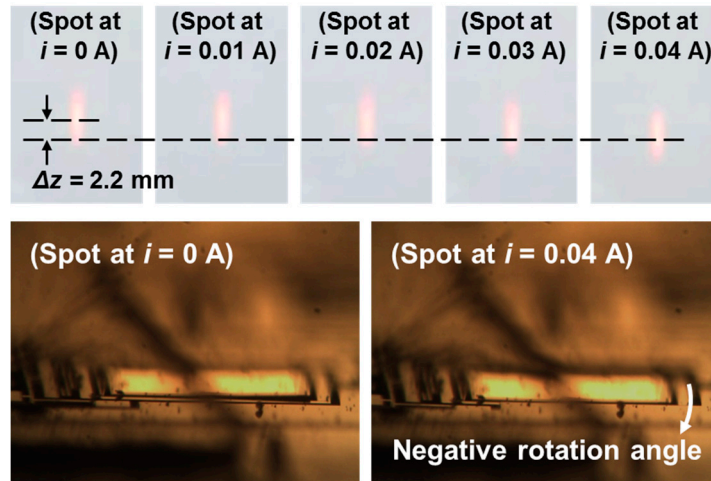 (Spot at
i = 0 A)
(Spot at
i = 0.01 A)
(Spot at
i = 0.02 A)
(Spot at
i = 0.03 A)
(Spot at
i = 0.04 A)
Δz = 2.2 mm
(Spot at i = 0 A)
(Spot at i = 0.04 A)
Negative rotation angle